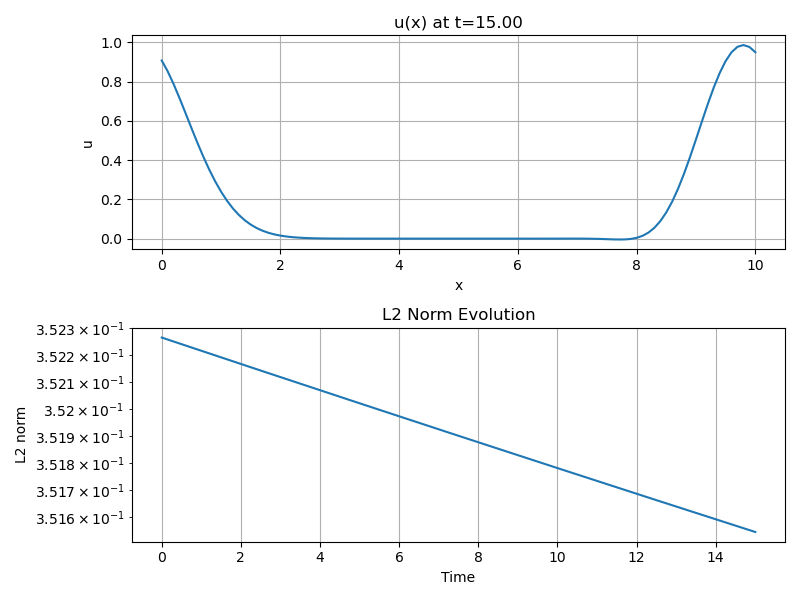 u(x) at t=15.00
1.0
0.8
0.6
0.4
0.2
0.0
u
0 2 4 6 8 10
x
L2 Norm Evolution
3.523 × 10⁻¹
3.522 × 10⁻¹
3.521 × 10⁻¹
3.52 × 10⁻¹
3.519 × 10⁻¹
3.518 × 10⁻¹
3.517 × 10⁻¹
3.516 × 10⁻¹
L2 norm
0 2 4 6 8 10 12 14
Time